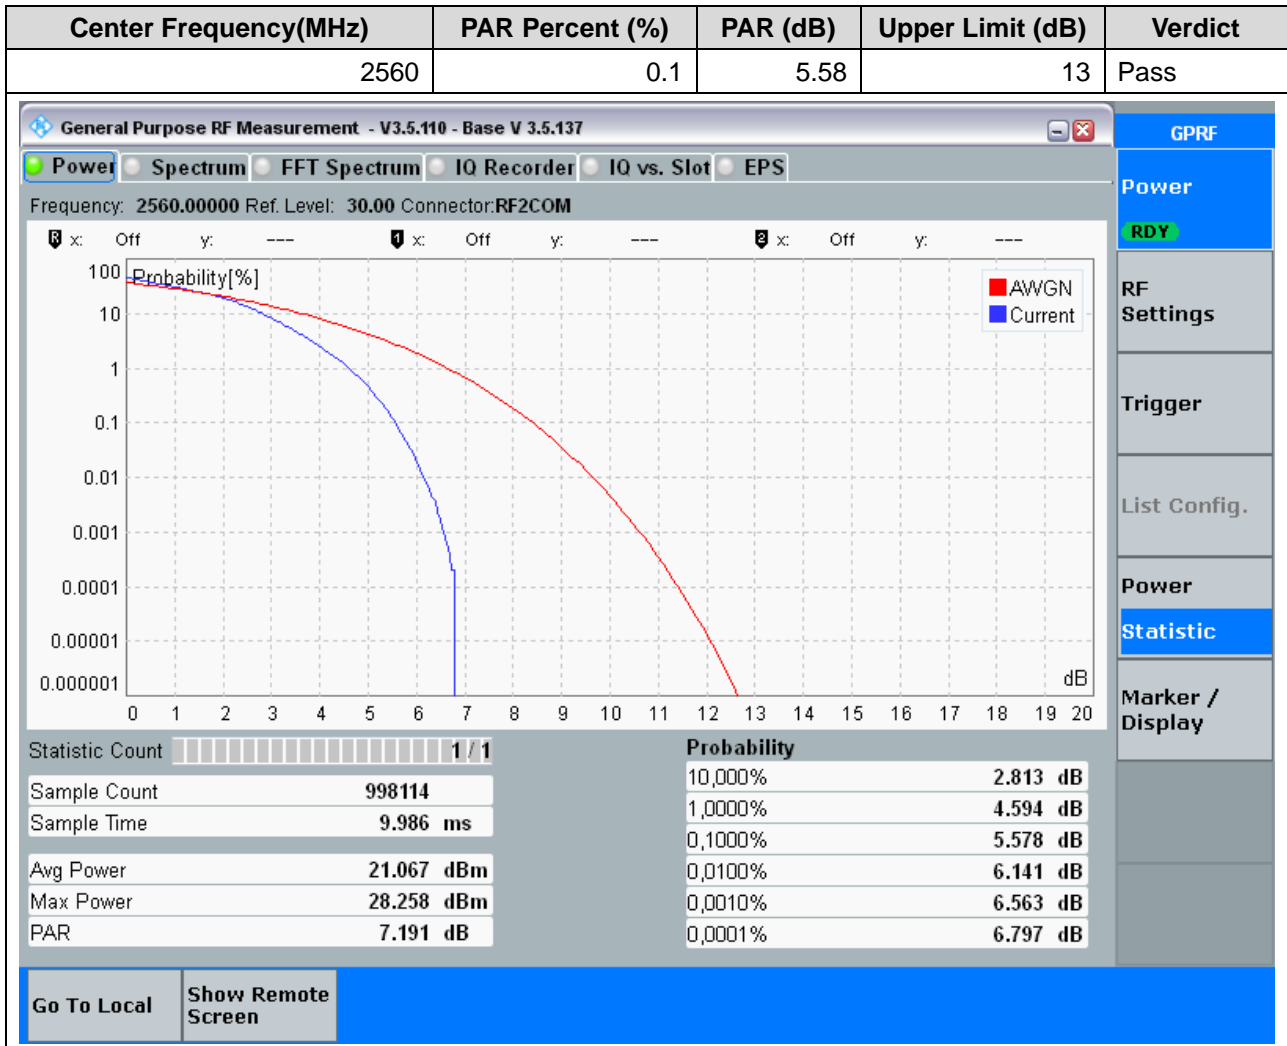 Center Frequency(MHz) PAR Percent (%) PAR (dB) Upper Limit (dB) Verdict
2560 0.1 5.58 13 Pass
General Purpose RF Measurement - V3.5.110 - Base V 3.5.137
GPRF
Power Spectrum FFT Spectrum IQ Recorder IQ vs. Slot EPS
Frequency: 2560.00000 Ref. Level: 30.00 Connector:RF2COM
Power
RDY
R x: Off y: --- 1 x: Off y: --- 2 x: Off y: ---
Probability[%]
AWGN
Current
100
10
1
0.1
0.01
0.001
0.0001
0.00001
0.000001
dB
0 1 2 3 4 5 6 7 8 9 10 11 12 13 14 15 16 17 18 19 20
RF
Settings
Trigger
List Config.
Power
Statistic
Marker /
Display
Statistic Count 1 / 1
Sample Count 998114
Sample Time 9.986 ms
Avg Power 21.067 dBm
Max Power 28.258 dBm
PAR 7.191 dB
Probability
10,000% 2.813 dB
1,0000% 4.594 dB
0,1000% 5.578 dB
0,0100% 6.141 dB
0,0010% 6.563 dB
0,0001% 6.797 dB
Go To Local
Show Remote
Screen